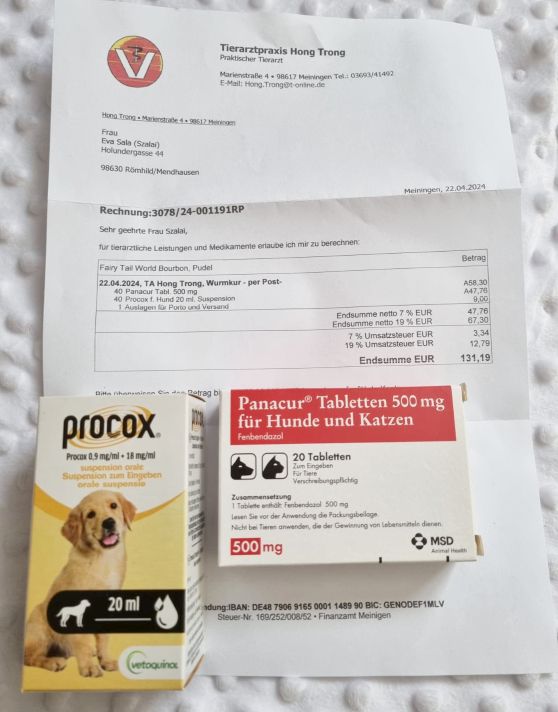 Tierarztpraxis Hong Trong
Praktischer Tierarzt
Marienstraße 4 • 98617 Meiningen Tel.: 03693/41492
E-Mail: Hong.Trong@t-online.de
V
Hong Trong • Marienstraße 4 • 98617 Meiningen
Frau
Eva Sala (Szalai)
Holundergasse 44
98630 Römhild/Mendhausen
Meiningen, 22.04.2024
Rechnung:3078/24-001191RP
Sehr geehrte Frau Szalai,
für tierärztliche Leistungen und Medikamente erlaube ich mir zu berechnen:
Betrag
Fairy Tail World Bourbon, Pudel
22.04.2024, TA Hong Trong, Wurmkur - per Post-
40 Panacur Tabl. 500 mg A58,30
40 Procox f. Hund 20 ml, Suspension A47,76
1 Auslagen für Porto und Versand 9,00
Endsumme netto 7 % EUR 47,76
Endsumme netto 19 % EUR 67,30
7 % Umsatzsteuer EUR 3,34
19 % Umsatzsteuer EUR 12,79
Endsumme EUR 131,19
Betrag
procox®
Procox 0,9 mg/ml + 18 mg/ml
suspension orale
Suspension zum Eingeben
orale suspensie
20 ml
vetoquinol
Panacur® Tabletten 500 mg
für Hunde und Katzen
Fenbendazol
20 Tabletten
Zum Eingeben
Für Tiere
Verschreibungspflichtig
Zusammensetzung
1 Tablette enthält: Fenbendazol 500 mg
Lesen Sie vor der Anwendung die Packungsbeilage.
Nicht bei Tieren anwenden, die der Gewinnung von Lebensmitteln dienen.
500 mg
MSD
Animal Health
ndung:IBAN: DE48 7906 9165 0001 1489 90 BIC: GENODEF1MLV
Steuer-Nr. 169/252/008/52 • Finanzamt Meinigen